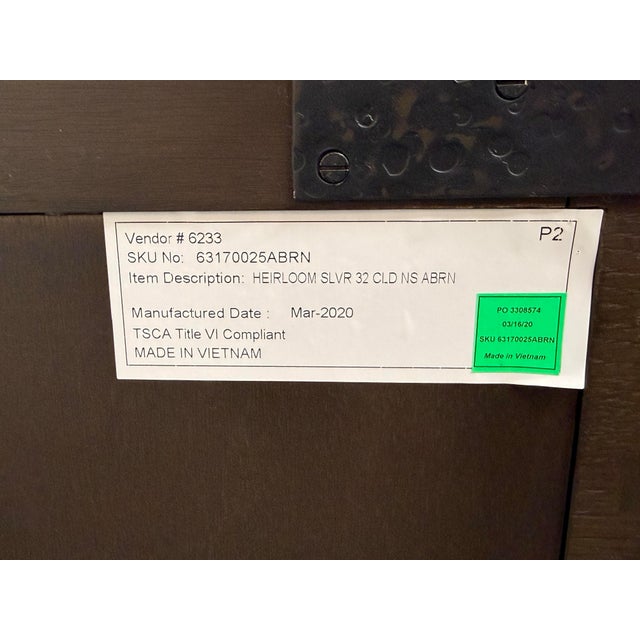 Vendor # 6233
P2
SKU No: 63170025ABRN
Item Description: HEIRLOOM SLVR 32 CLD NS ABRN
Manufactured Date : Mar-2020
TSCA Title VI Compliant
MADE IN VIETNAM
PO 3308574
03/16/20
SKU 63170025ABRN
Made in Vietnam